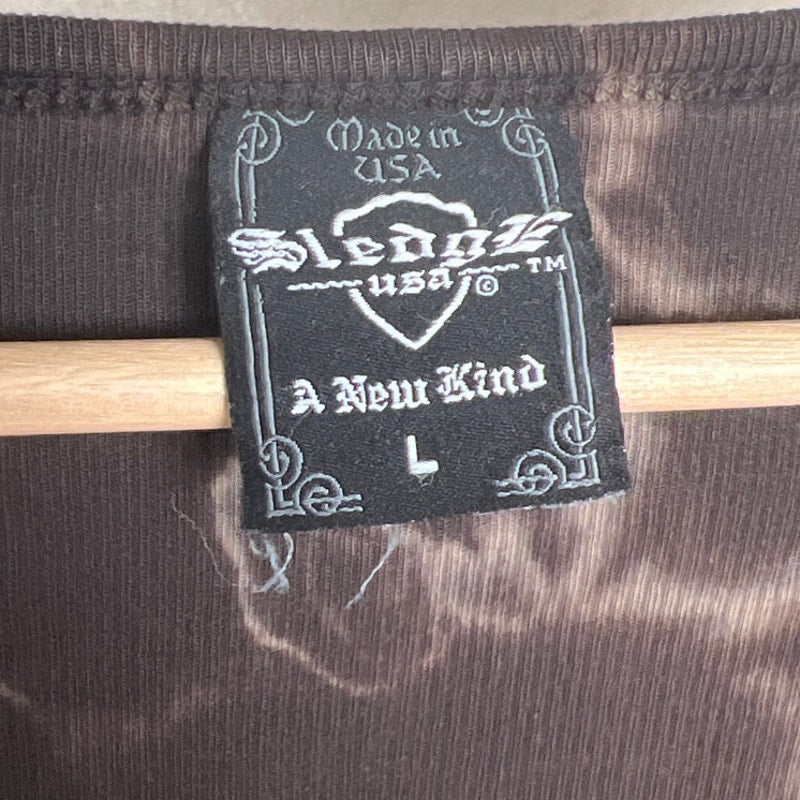 Made in
USA
Sledge
TM
usa ©
A New Kind
L